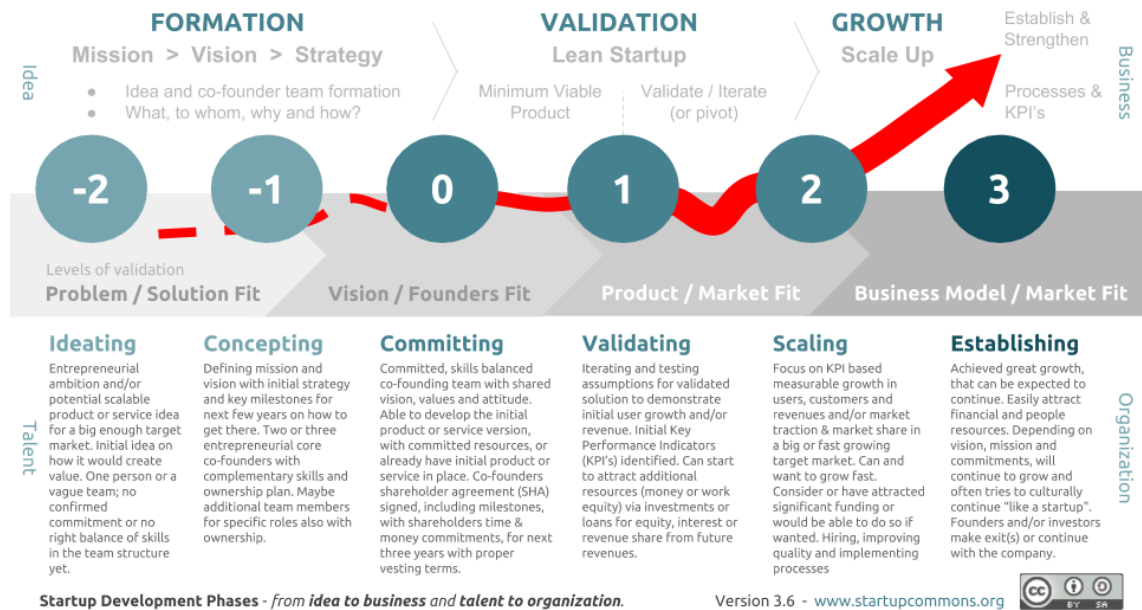 FORMATION
Mission > Vision > Strategy
● Idea and co-founder team formation
● What, to whom, why and how?
VALIDATION
Lean Startup
Minimum Viable
Product
Validate / Iterate
(or pivot)
GROWTH
Scale Up
Establish &
Strengthen
Processes &
KPI's
Idea
Business
-2
-1
0
1
2
3
Levels of validation
Problem / Solution Fit
Vision / Founders Fit
Product / Market Fit
Business Model / Market Fit
Talent
Organization
Ideating
Entrepreneurial
ambition and/or
potential scalable
product or service idea
for a big enough target
market. Initial idea on
how it would create
value. One person or a
vague team; no
confirmed
commitment or no
right balance of skills
in the team structure
yet.
Concepting
Defining mission and
vision with initial strategy
and key milestones for
next few years on how to
get there. Two or three
entrepreneurial core
co-founders with
complementary skills and
ownership plan. Maybe
additional team members
for specific roles also with
ownership.
Committing
Committed, skills balanced
co-founding team with shared
vision, values and attitude.
Able to develop the initial
product or service version,
with committed resources, or
already have initial product or
service in place. Co-founders
shareholder agreement (SHA)
signed, including milestones,
with shareholders time &
money commitments, for next
three years with proper
vesting terms.
Validating
Iterating and testing
assumptions for validated
solution to demonstrate
initial user growth and/or
revenue. Initial Key
Performance Indicators
(KPI's) identified. Can start
to attract additional
resources (money or work
equity) via investments or
loans for equity, interest or
revenue share from future
revenues.
Scaling
Focus on KPI based
measurable growth in
users, customers and
revenues and/or market
traction & market share in
a big or fast growing
target market. Can and
want to grow fast.
Consider or have attracted
significant funding or
would be able to do so if
wanted. Hiring, improving
quality and implementing
processes
Establishing
Achieved great growth,
that can be expected to
continue. Easily attract
financial and people
resources. Depending on
vision, mission and
commitments, will
continue to grow and
often tries to culturally
continue "like a startup".
Founders and/or investors
make exit(s) or continue
with the company.
Startup Development Phases - from idea to business and talent to organization.
Version 3.6 - www.startupcommons.org
cc
BY SA